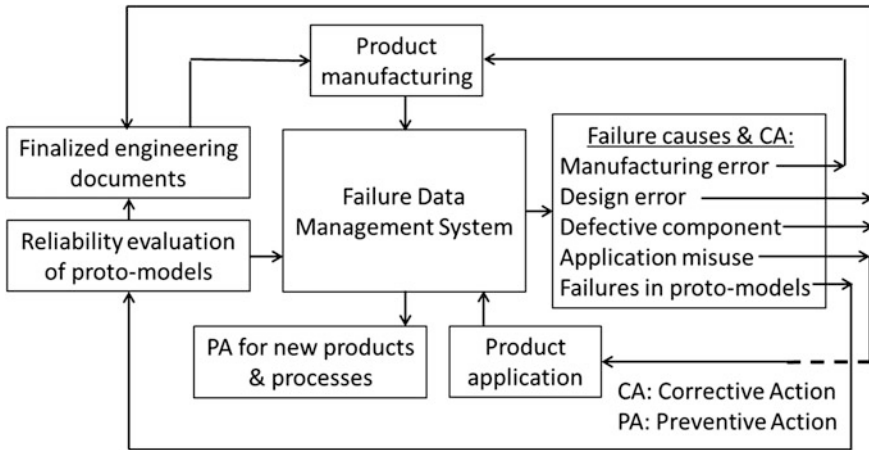 Product
manufacturing
Finalized engineering
documents
Reliability evaluation
of proto-models
Failure Data
Management System
Failure causes & CA:
Manufacturing error
Design error
Defective component
Application misuse
Failures in proto-models
PA for new products
& processes
Product
application
CA: Corrective Action
PA: Preventive Action